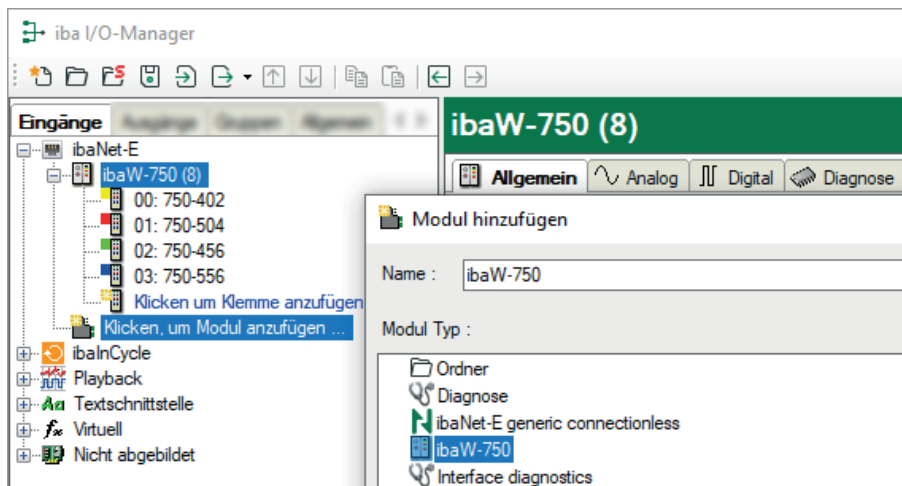 iba I/O-Manager
Eingänge
ibaNet-E
ibaW-750 (8)
00: 750-402
01: 750-504
02: 750-456
03: 750-556
Klicken um Klemme anzufügen
Klicken, um Modul anzufügen ...
ibaInCycle
Playback
Textschnittstelle
Virtuell
Nicht abgebildet
ibaW-750 (8)
Allgemein Analog Digital Diagnose
Modul hinzufügen
Name : ibaW-750
Modul Typ :
Ordner
Diagnose
ibaNet-E generic connectionless
ibaW-750
Interface diagnostics